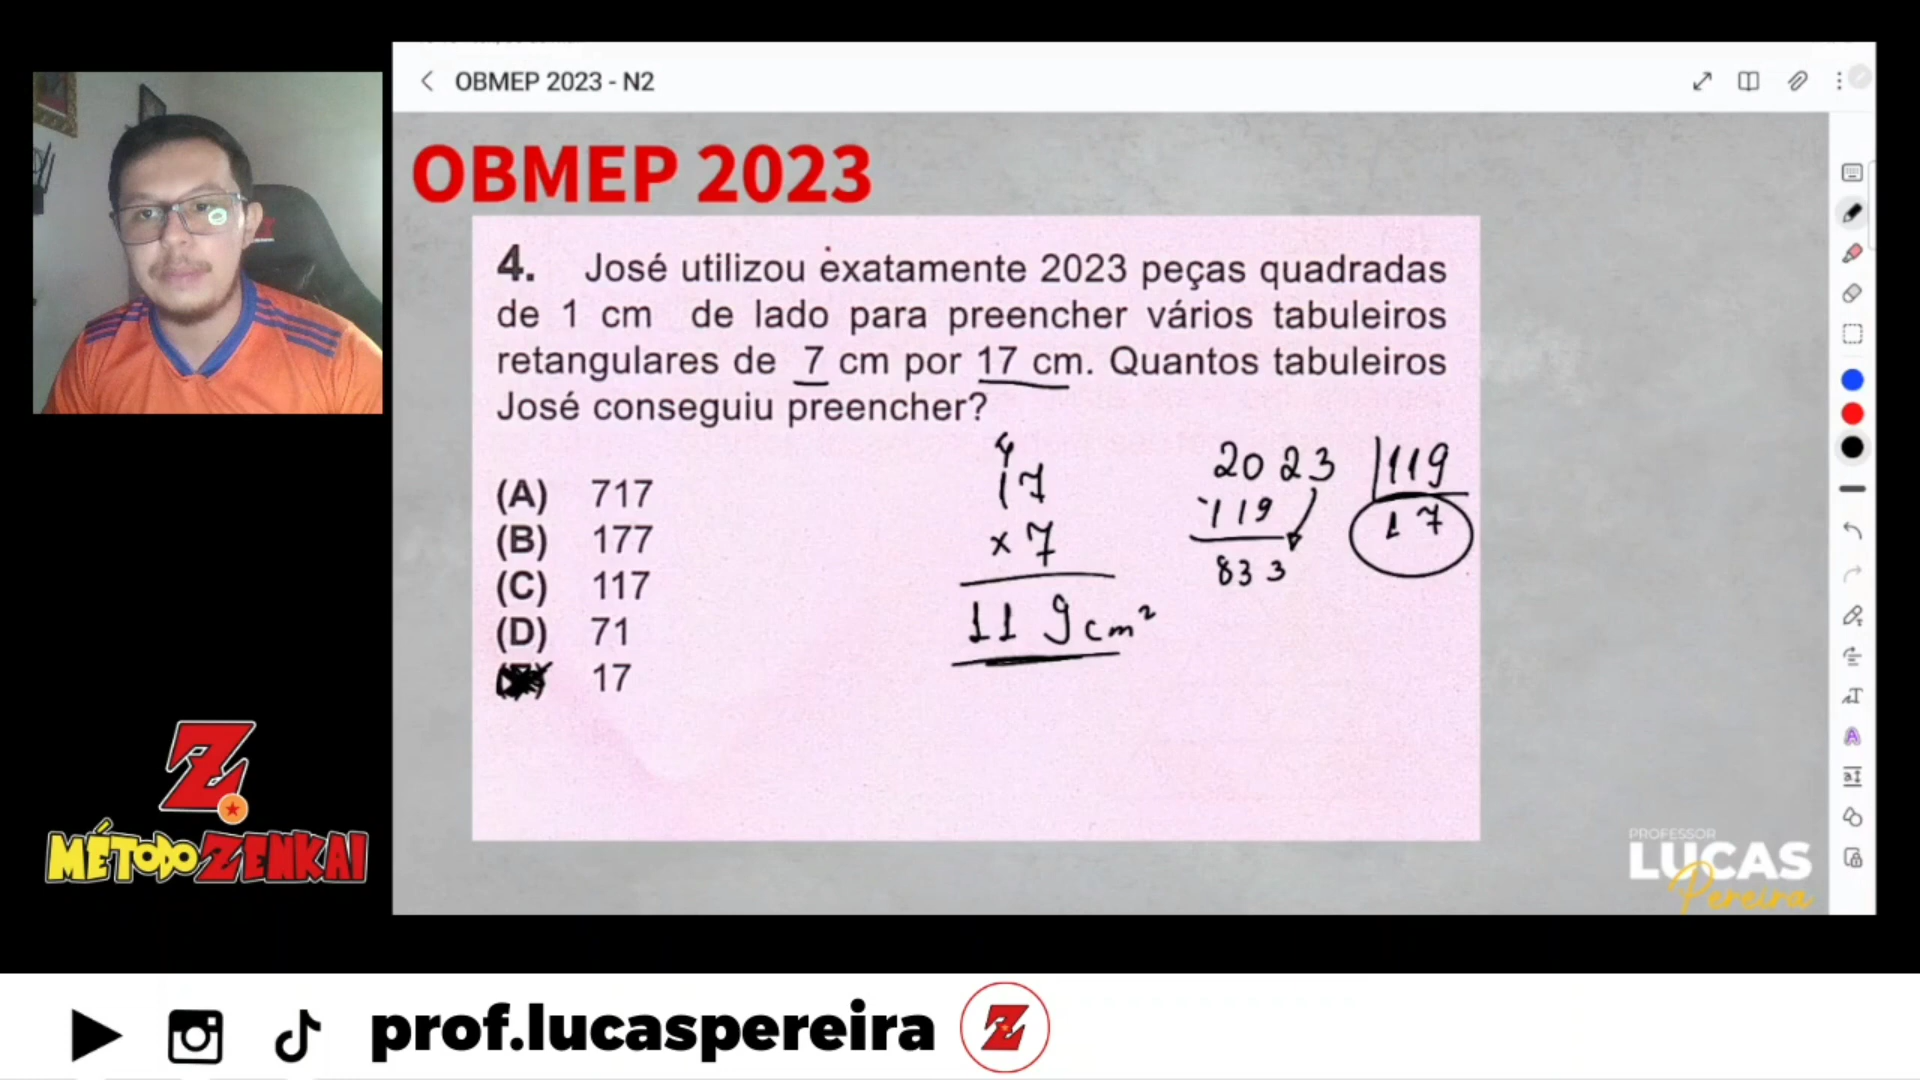 OBMEP 2023 - N2
OBMEP 2023
4. José utilizou exatamente 2023 peças quadradas
de 1 cm de lado para preencher vários tabuleiros
retangulares de 7 cm por 17 cm. Quantos tabuleiros
José conseguiu preencher?
(A) 717
(B) 177
(C) 117
(D) 71
17
4
17
x 7
119 cm²
2023 119
-119 17
833
Z
MÉTODO ZENKAI
PROFESSOR
LUCAS
Pereira
prof.lucaspereira
Z